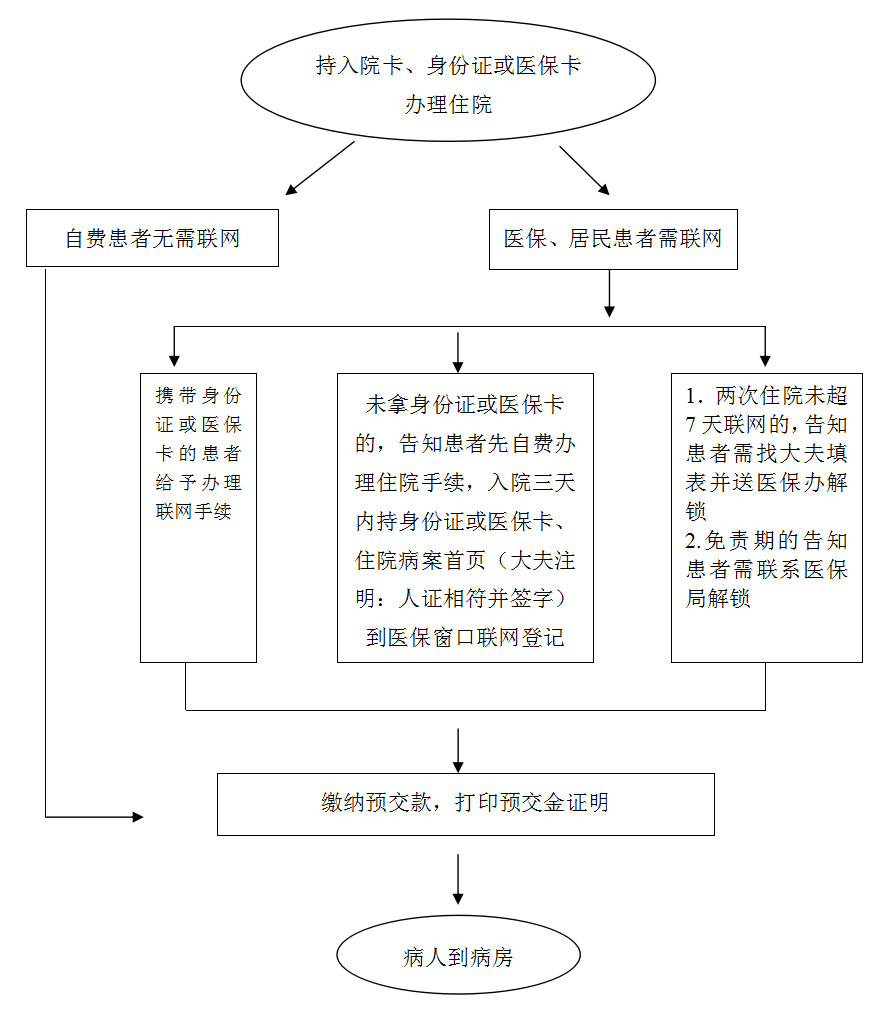 持入院卡、身份证或医保卡
办理住院
自费患者无需联网
医保、居民患者需联网
携带身份
证或医保
卡的患者
给予办理
联网手续
未拿身份证或医保卡
的，告知患者先自费办
理住院手续，入院三天
内持身份证或医保卡、
住院病案首页（大夫注
明：人证相符并签字）
到医保窗口联网登记
1．两次住院未超
7天联网的，告知
患者需找大夫填
表并送医保办解
锁
2.免责期的告知
患者需联系医保
局解锁
缴纳预交款，打印预交金证明
病人到病房